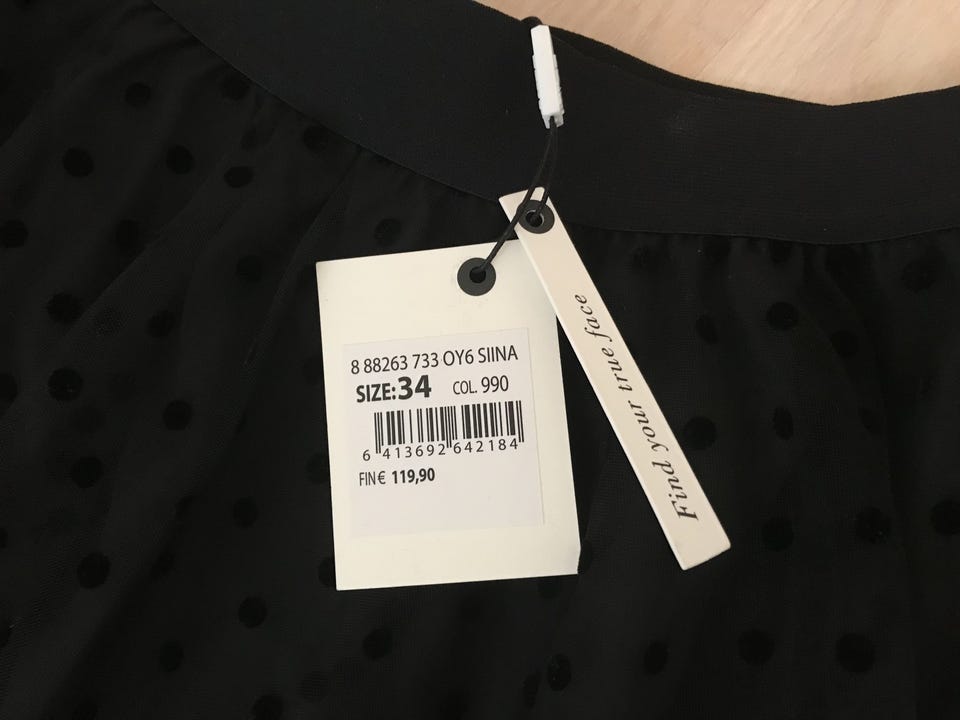 8 88263 733 OY6 SIINA
SIZE:34 COL. 990
6 413692 642184
FIN€ 119,90
Find your true face